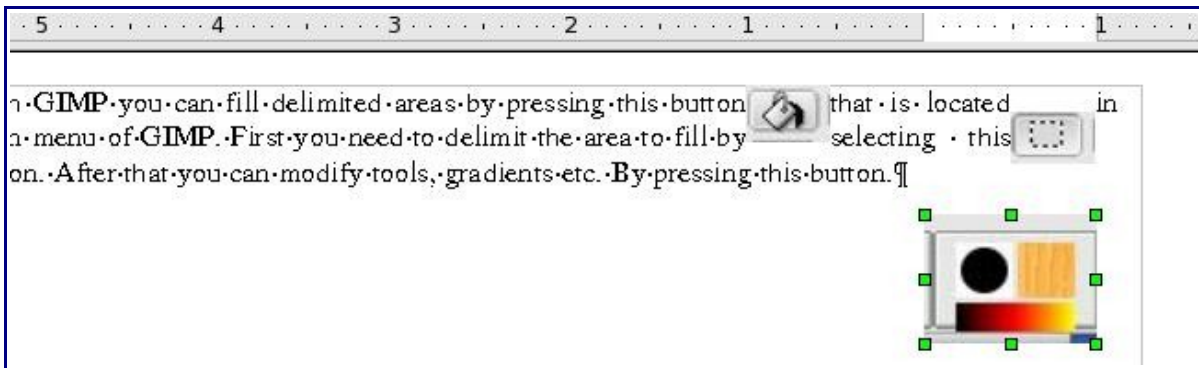 5 4 3 2 1 1
n GIMP you can fill delimited areas by pressing this button that is located in
n menu of GIMP. First you need to delimit the area to fill by selecting this
on. After that you can modify tools, gradients etc. By pressing this button.¶